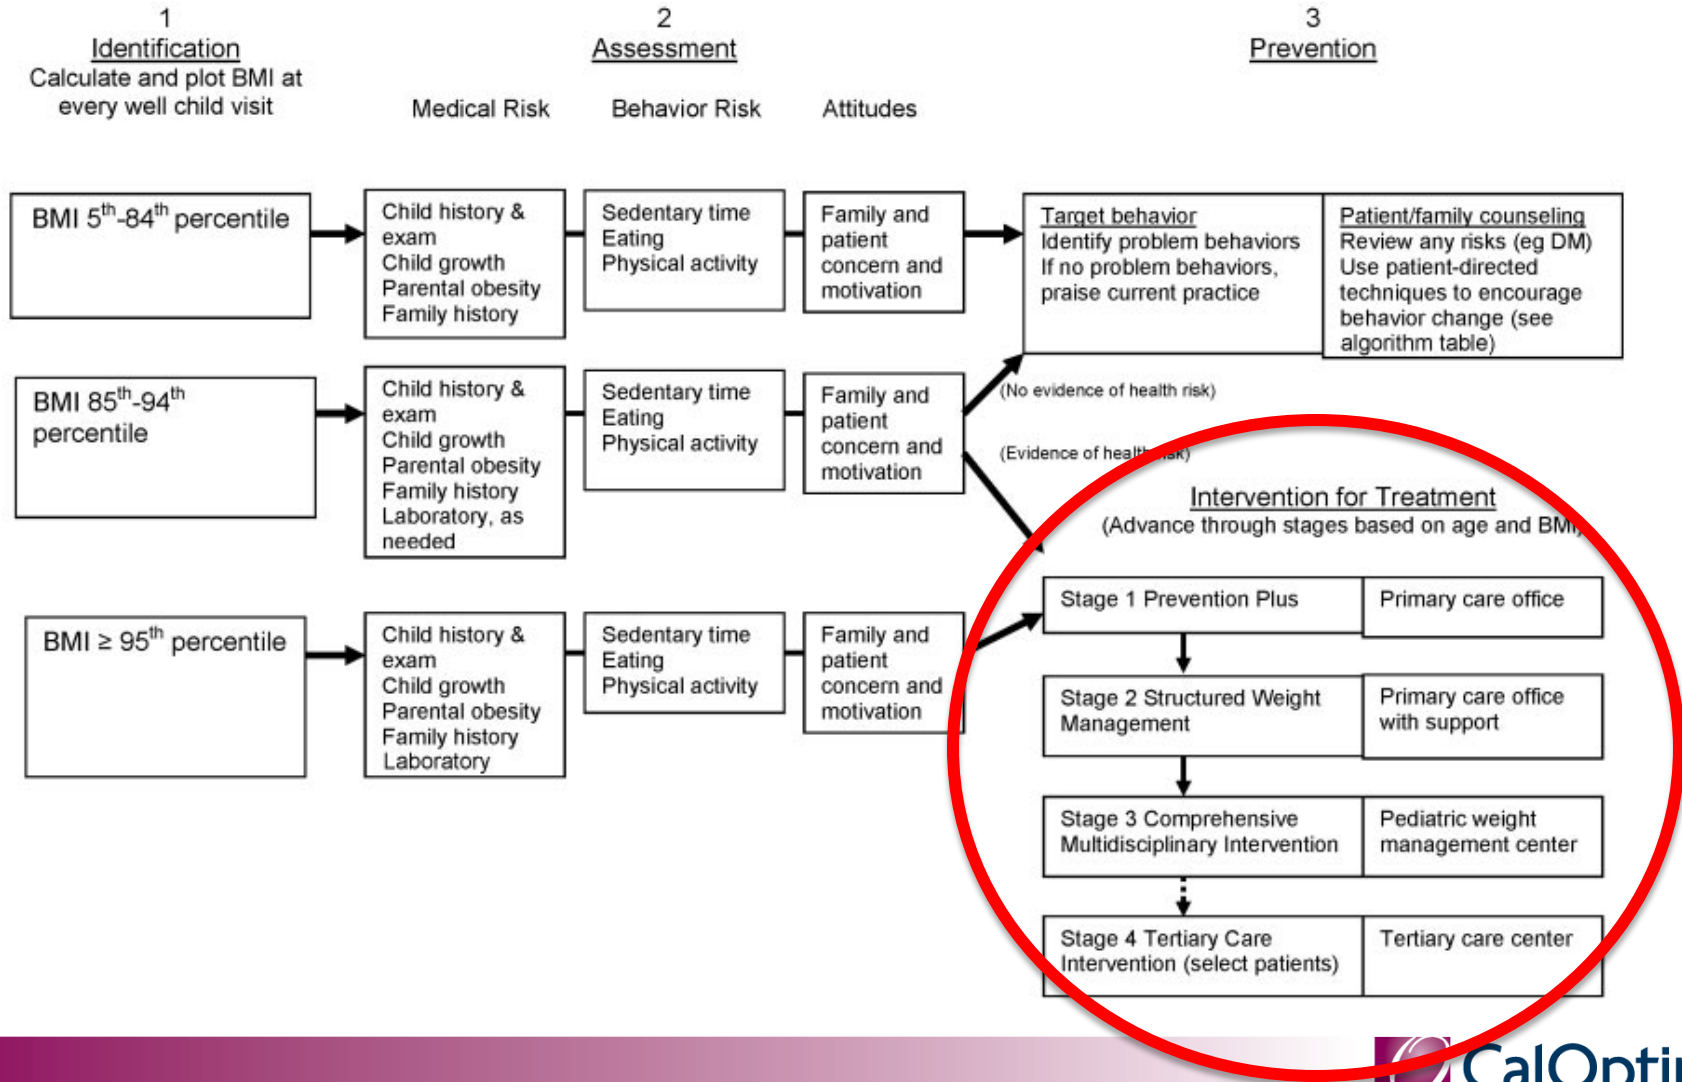 1
Identification
Calculate and plot BMI at
every well child visit
2
Assessment
Medical Risk
Behavior Risk
Attitudes
3
Prevention
BMI 5th-84th percentile
Child history &
exam
Child growth
Parental obesity
Family history
Sedentary time
Eating
Physical activity
Family and
patient
concern and
motivation
Target behavior
Identify problem behaviors
If no problem behaviors,
praise current practice
Patient/family counseling
Review any risks (eg DM)
Use patient-directed
techniques to encourage
behavior change (see
algorithm table)
BMI 85th-94th
percentile
Child history &
exam
Child growth
Parental obesity
Family history
Laboratory, as
needed
Sedentary time
Eating
Physical activity
Family and
patient
concern and
motivation
(No evidence of health risk)
(Evidence of health risk)
Intervention for Treatment
(Advance through stages based on age and BMI)
BMI ≥ 95th percentile
Child history &
exam
Child growth
Parental obesity
Family history
Laboratory
Sedentary time
Eating
Physical activity
Family and
patient
concern and
motivation
Stage 1 Prevention Plus
Primary care office
Stage 2 Structured Weight
Management
Primary care office
with support
Stage 3 Comprehensive
Multidisciplinary Intervention
Pediatric weight
management center
Stage 4 Tertiary Care
Intervention (select patients)
Tertiary care center